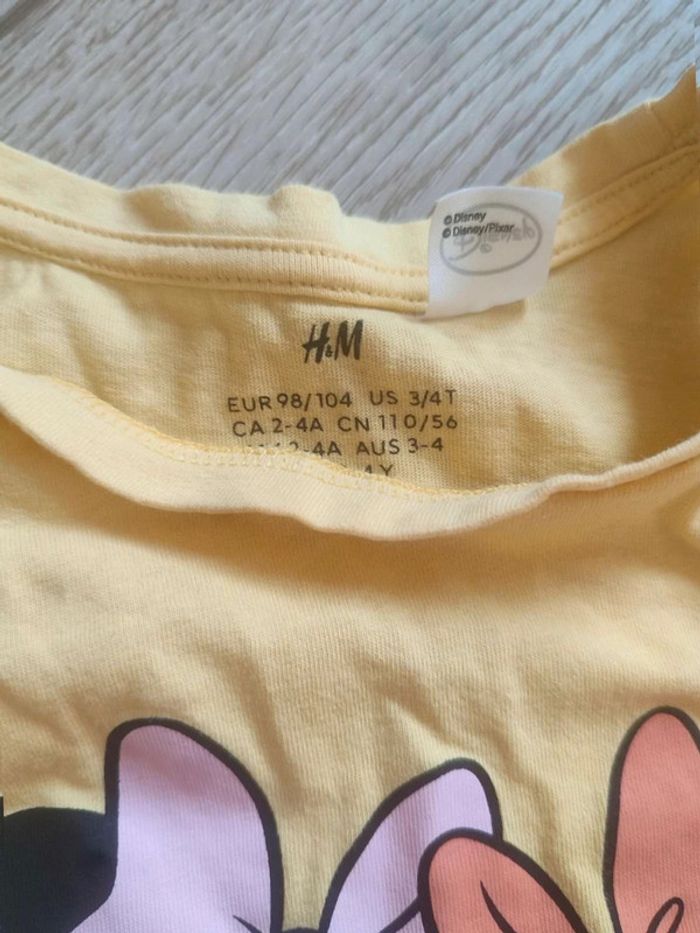 ©Disney
©Disney/Pixar
H&M
EUR 98/104 US 3/4T
CA 2-4A CN 110/56
2-4A AUS 3-4
4Y